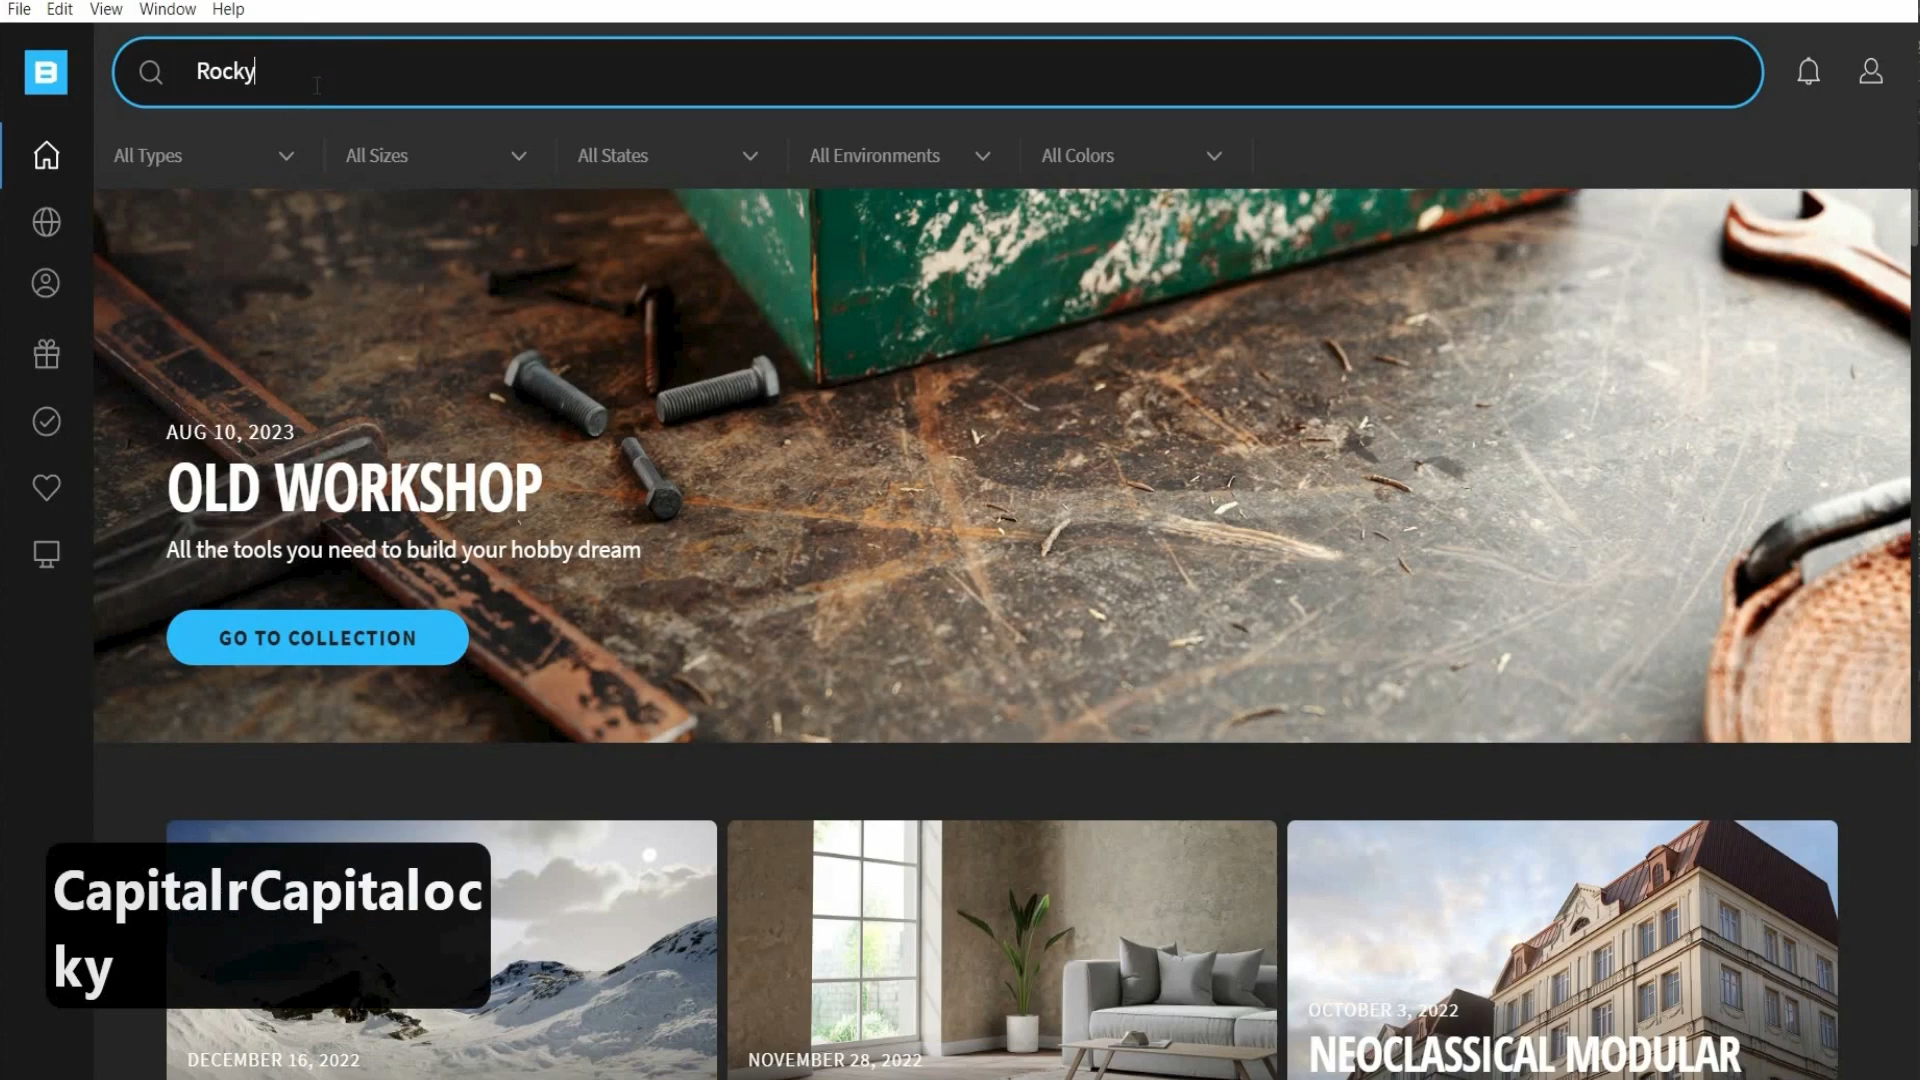 File Edit View Window Help
B
Rocky
All Types All Sizes All States All Environments All Colors
AUG 10, 2023
OLD WORKSHOP
All the tools you need to build your hobby dream
GO TO COLLECTION
CapitalrCapitaloc
ky
DECEMBER 16, 2022
NOVEMBER 28, 2022
OCTOBER 3, 2022
NEOCLASSICAL MODULAR